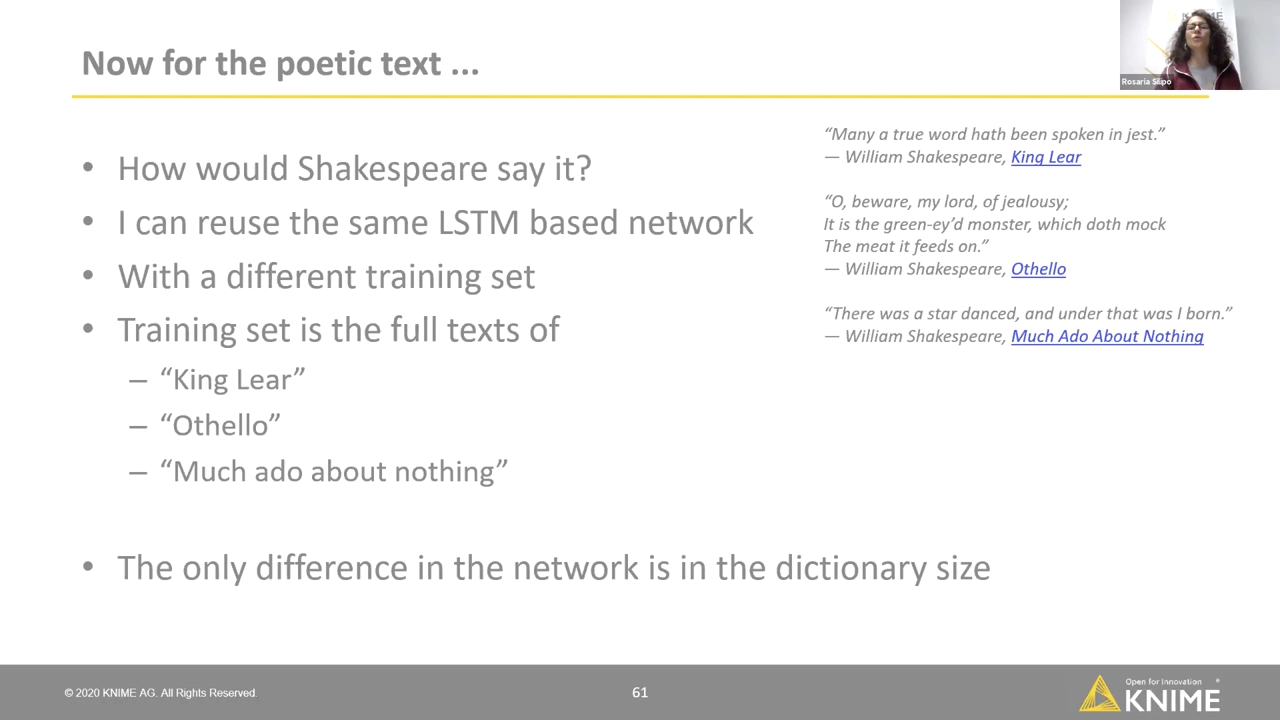 Now for the poetic text ...
KNIME
Rosaria Silipo
• How would Shakespeare say it?
• I can reuse the same LSTM based network
• With a different training set
• Training set is the full texts of
– “King Lear”
– “Othello”
– “Much ado about nothing”
• The only difference in the network is in the dictionary size
“Many a true word hath been spoken in jest.”
— William Shakespeare, King Lear
“O, beware, my lord, of jealousy;
It is the green-ey’d monster, which doth mock
The meat it feeds on.”
— William Shakespeare, Othello
“There was a star danced, and under that was I born.”
— William Shakespeare, Much Ado About Nothing
© 2020 KNIME AG. All Rights Reserved.
61
Open for Innovation ®
KNIME